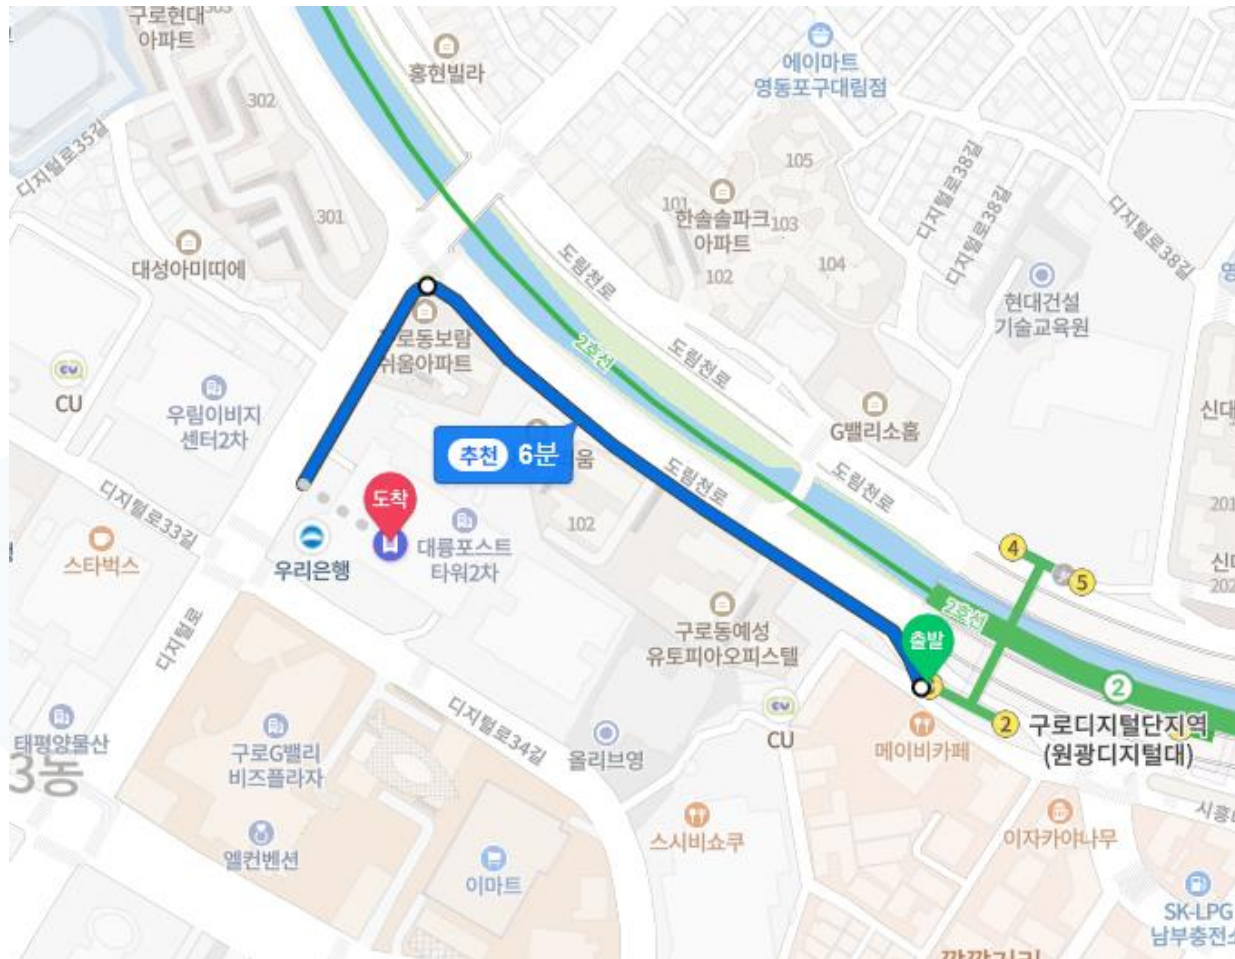 구로현대
아파트
홍현빌라
에이마트
영동포구대림점
302
디지털로35길
301
대성아미띠에
105
101
한솔솔파크
아파트
103
102
104
디지털로38길
디지털로38길
디지털로38길
현대건설
기술교육원
도림천로
2호선
도림천로
로동보람
쉬움아파트
CU
우림이비지
센터2차
G밸리소홈
신대
추천 6분
움
도림천로
도림천로
도착
디지털로33길
스타벅스
우리은행
대륭포스트
타워2차
102
201
4
5
신대
202
2호선
출발
구로동예성
유토피아오피스텔
디지털로
2
2
구로디지털단지역
(원광디지털대)
CU
메이비카페
태평양물산
3동
구로G밸리
비즈플라자
디지털로34길
올리브영
시흥
스시비쇼쿠
이자카야나무
엘컨벤션
이마트
SK-LPG
남부충전소
깔깔거리